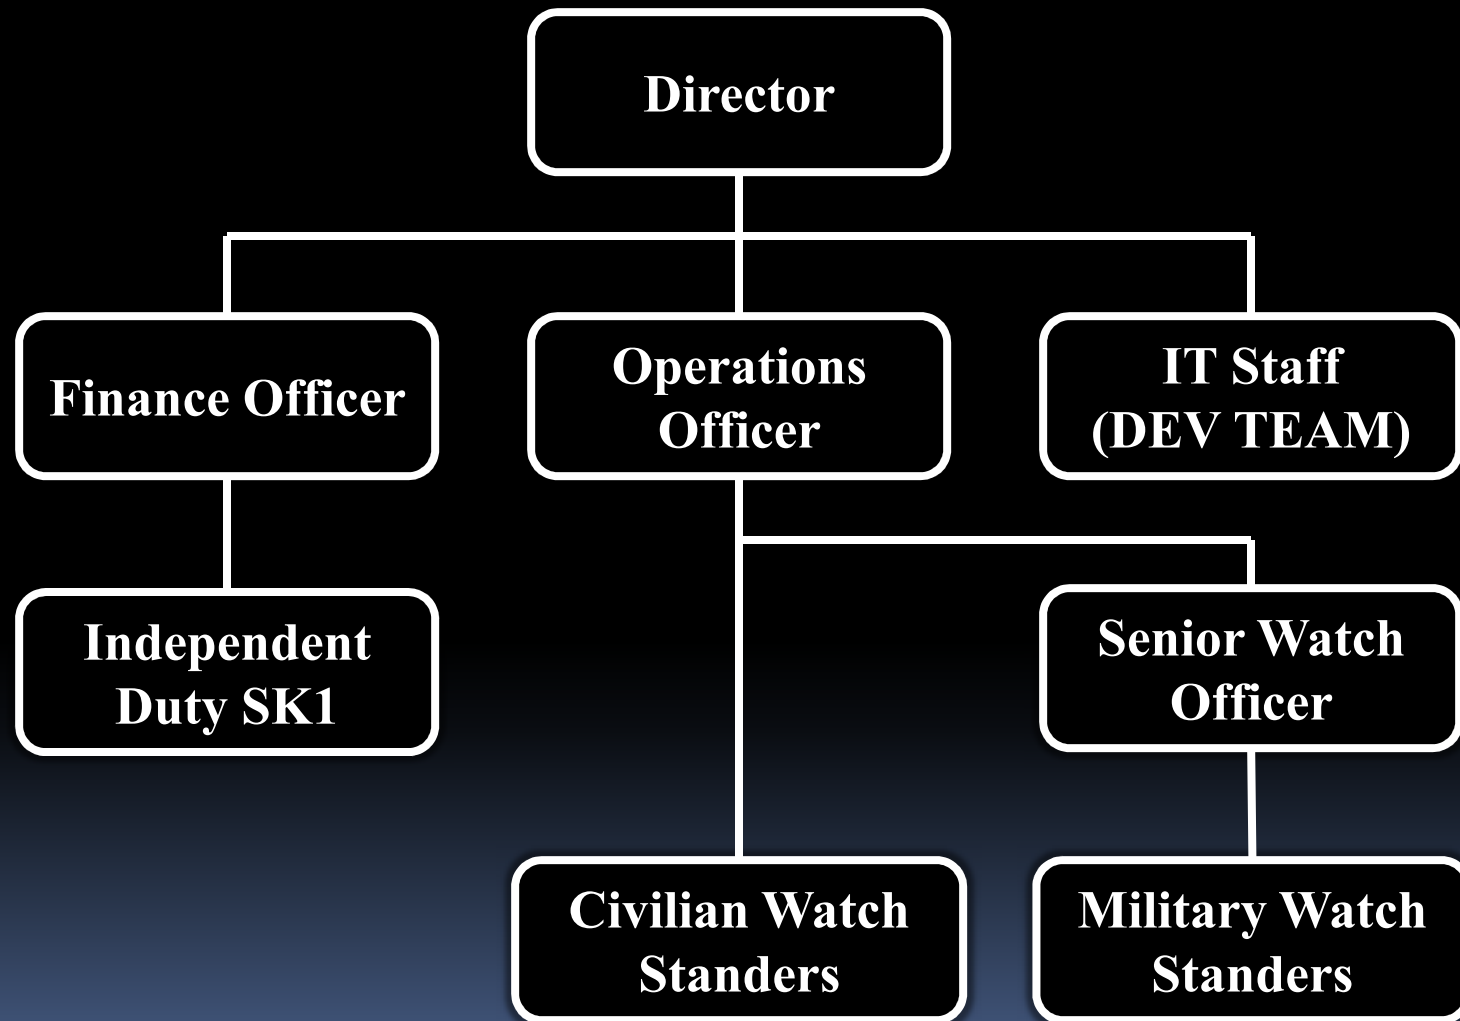 Director
Finance Officer
Operations
Officer
IT Staff
(DEV TEAM)
Independent
Duty SK1
Senior Watch
Officer
Civilian Watch
Standers
Military Watch
Standers